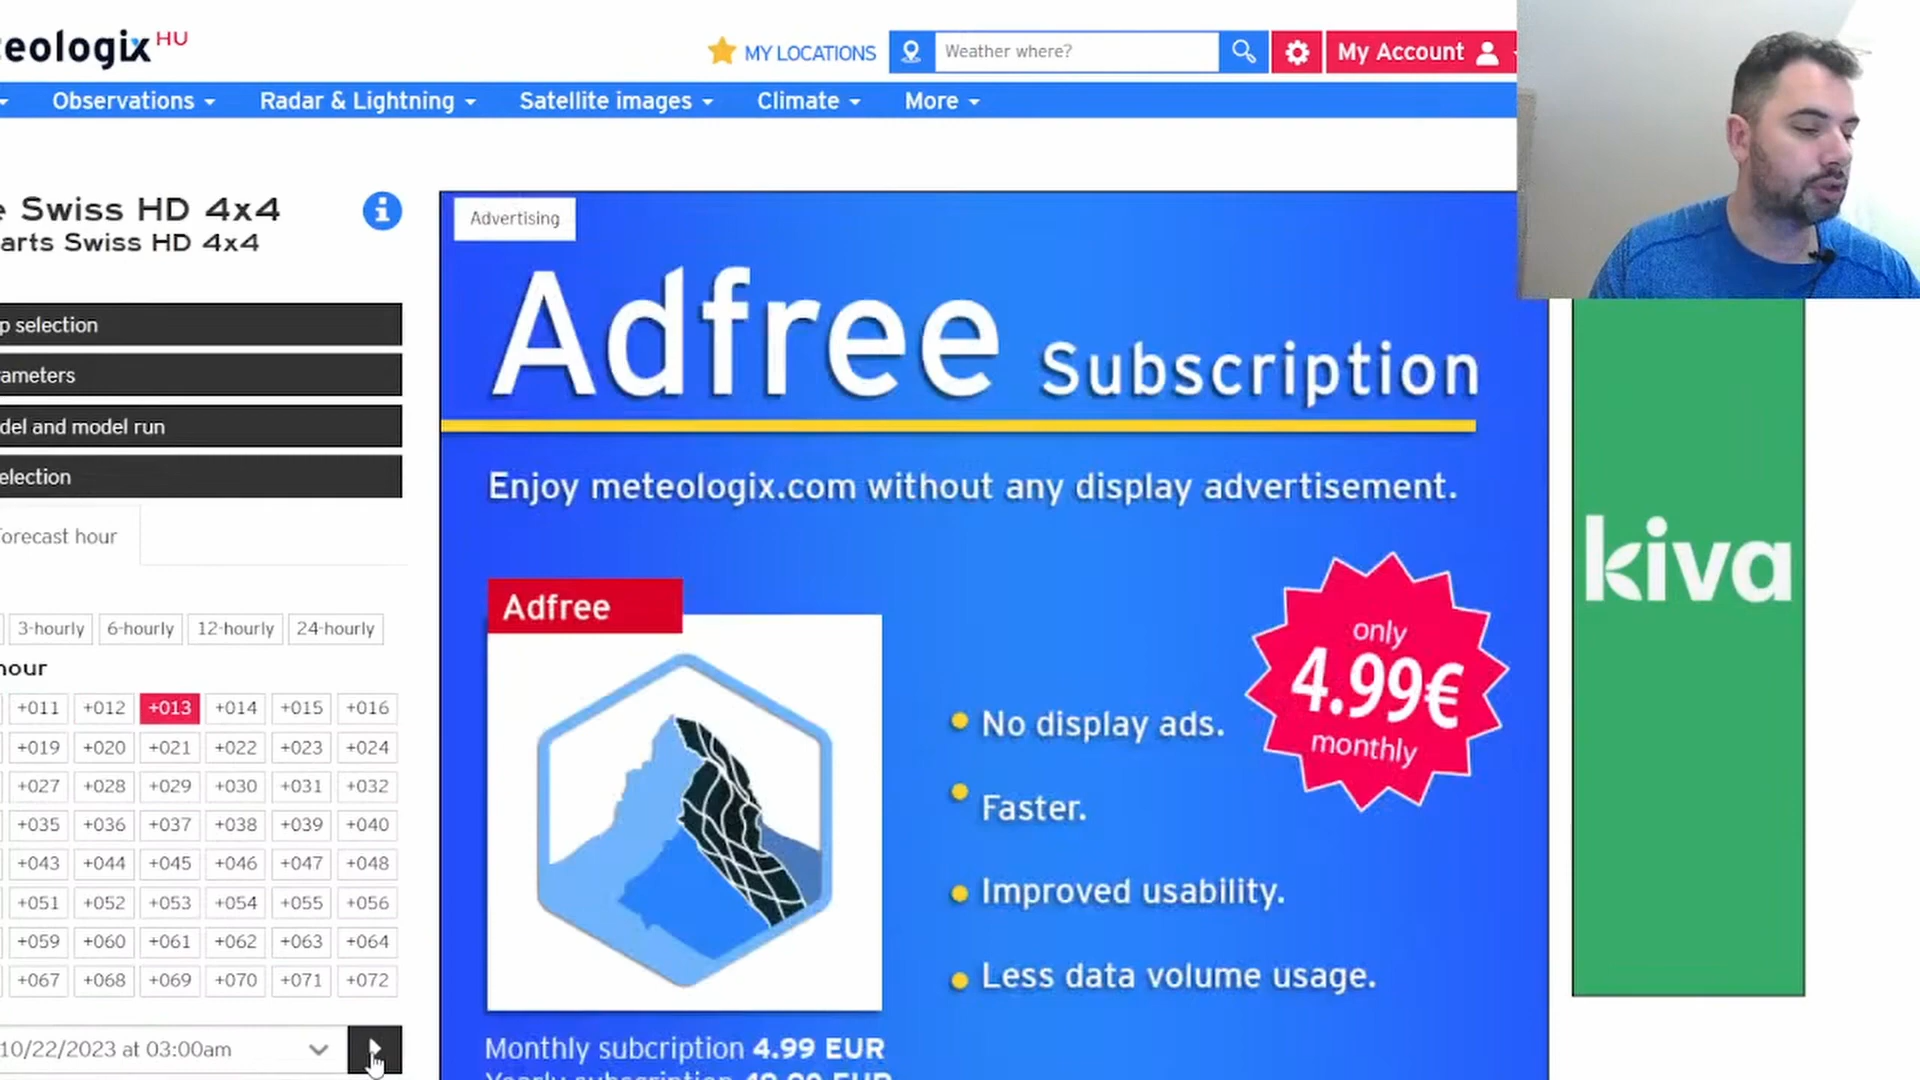 eologix HU
MY LOCATIONS
Weather where?
My Account
Observations
Radar & Lightning
Satellite images
Climate
More
e Swiss HD 4x4
arts Swiss HD 4x4
p selection
ameters
del and model run
election
orecast hour
3-hourly 6-hourly 12-hourly 24-hourly
hour
+011 +012 +013 +014 +015 +016
+019 +020 +021 +022 +023 +024
+027 +028 +029 +030 +031 +032
+035 +036 +037 +038 +039 +040
+043 +044 +045 +046 +047 +048
+051 +052 +053 +054 +055 +056
+059 +060 +061 +062 +063 +064
+067 +068 +069 +070 +071 +072
10/22/2023 at 03:00am
Advertising
Adfree Subscription
Enjoy meteologix.com without any display advertisement.
Adfree
only
4.99€
monthly
No display ads.
Faster.
Improved usability.
Less data volume usage.
Monthly subcription 4.99 EUR
kiva